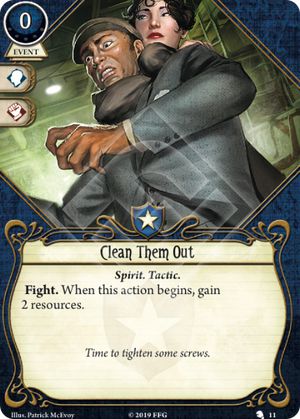 0
EVENT
Clean Them Out
Spirit. Tactic.
Fight. When this action begins, gain
2 resources.
Time to tighten some screws.
Illus. Patrick McEvoy © 2019 FFG 11